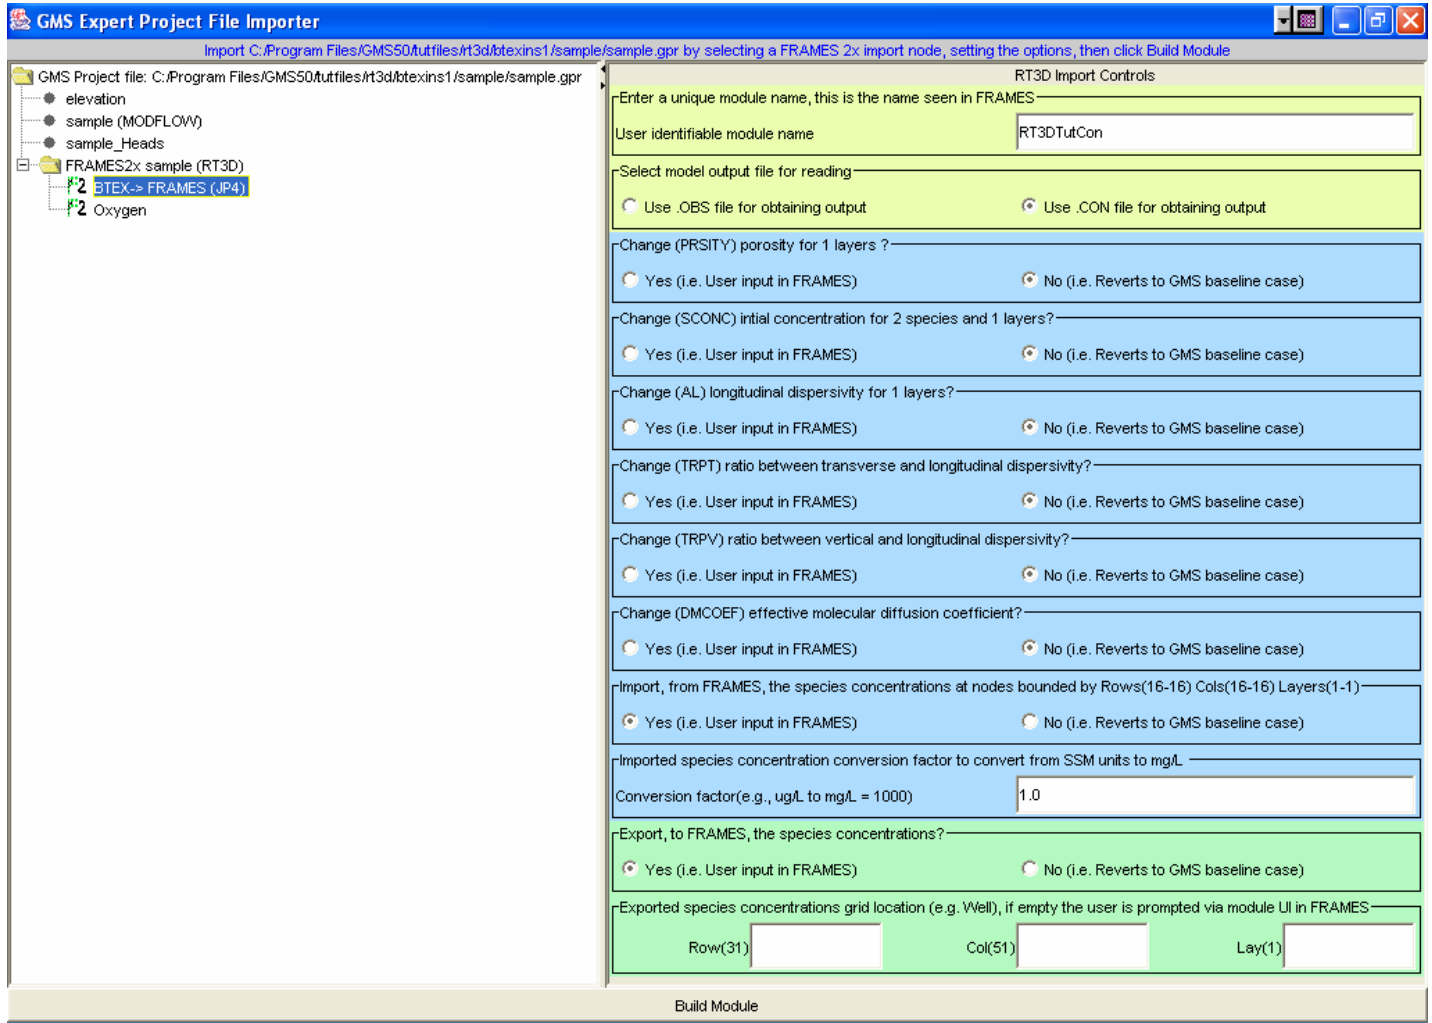 GMS Expert Project File Importer
Import C:/Program Files/GMS50/tutfiles/rt3d/btexins1/sample/sample.gpr by selecting a FRAMES 2x import node, setting the options, then click Build Module
GMS Project file: C:/Program Files/GMS50/tutfiles/rt3d/btexins1/sample/sample.gpr
elevation
sample (MODFLOW)
sample_Heads
FRAMES2x sample (RT3D)
2 BTEX-> FRAMES (JP4)
2 Oxygen
RT3D Import Controls
Enter a unique module name, this is the name seen in FRAMES
User identifiable module name RT3DTutCon
Select model output file for reading
Use .OBS file for obtaining output Use .CON file for obtaining output
Change (PRSITY) porosity for 1 layers ?
Yes (i.e. User input in FRAMES) No (i.e. Reverts to GMS baseline case)
Change (SCONC) intial concentration for 2 species and 1 layers?
Yes (i.e. User input in FRAMES) No (i.e. Reverts to GMS baseline case)
Change (AL) longitudinal dispersivity for 1 layers?
Yes (i.e. User input in FRAMES) No (i.e. Reverts to GMS baseline case)
Change (TRPT) ratio between transverse and longitudinal dispersivity?
Yes (i.e. User input in FRAMES) No (i.e. Reverts to GMS baseline case)
Change (TRPV) ratio between vertical and longitudinal dispersivity?
Yes (i.e. User input in FRAMES) No (i.e. Reverts to GMS baseline case)
Change (DMCOEF) effective molecular diffusion coefficient?
Yes (i.e. User input in FRAMES) No (i.e. Reverts to GMS baseline case)
Import, from FRAMES, the species concentrations at nodes bounded by Rows(16-16) Cols(16-16) Layers(1-1)
Yes (i.e. User input in FRAMES) No (i.e. Reverts to GMS baseline case)
Imported species concentration conversion factor to convert from SSM units to mg/L
Conversion factor(e.g., ug/L to mg/L = 1000) 1.0
Export, to FRAMES, the species concentrations?
Yes (i.e. User input in FRAMES) No (i.e. Reverts to GMS baseline case)
Exported species concentrations grid location (e.g. Well), if empty the user is prompted via module UI in FRAMES
Row(31) Col(51) Lay(1)
Build Module